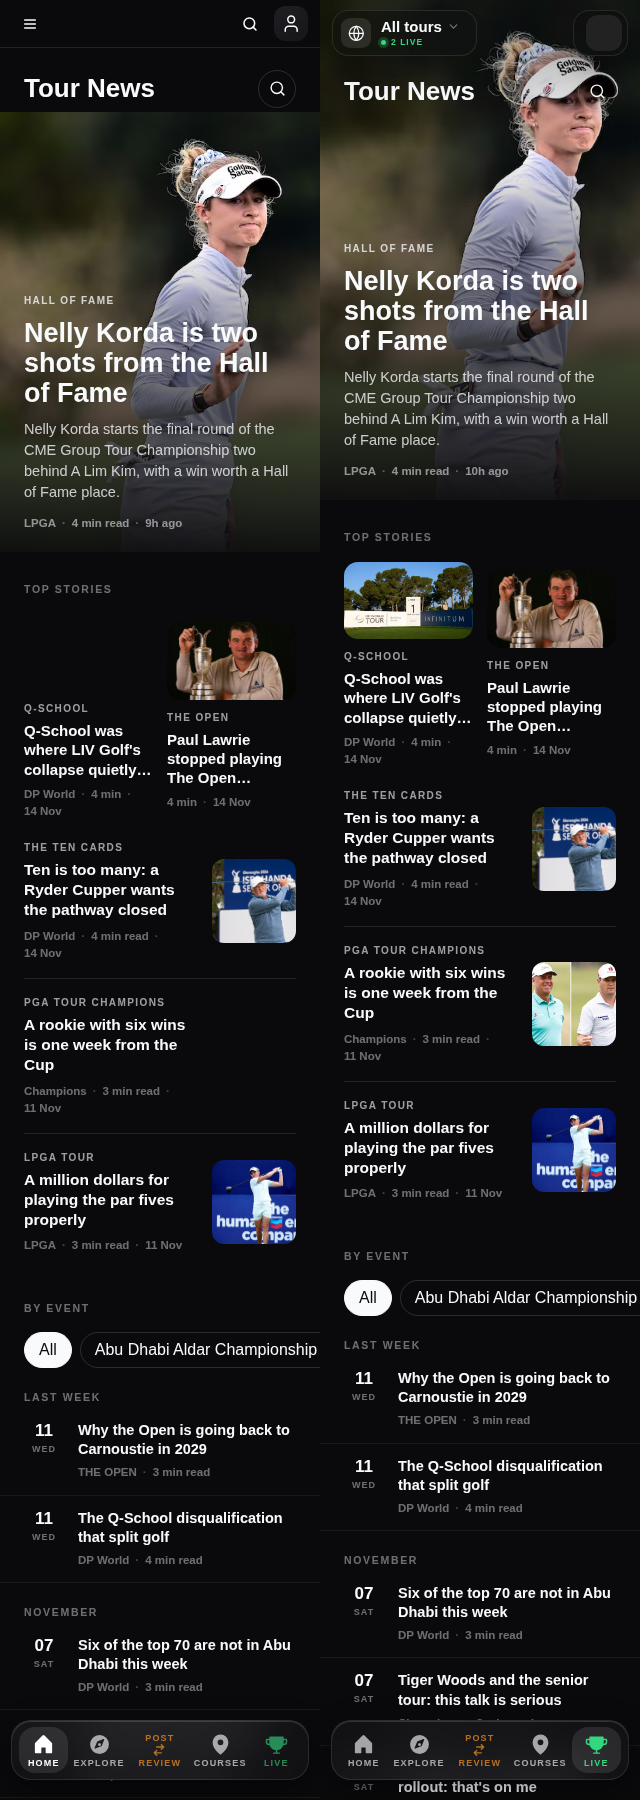 Tour News
Goldman
Sachs
HALL OF FAME
Nelly Korda is two
shots from the Hall
of Fame
Nelly Korda starts the final round of the
CME Group Tour Championship two
behind A Lim Kim, with a win worth a Hall
of Fame place.
LPGA · 4 min read · 9h ago
TOP STORIES
Q-SCHOOL
Q-School was
where LIV Golf's
collapse quietly…
DP World · 4 min ·
14 Nov
THE OPEN
Paul Lawrie
stopped playing
The Open…
4 min · 14 Nov
THE TEN CARDS
Ten is too many: a
Ryder Cupper wants
the pathway closed
DP World · 4 min read ·
14 Nov
PGA TOUR CHAMPIONS
A rookie with six wins
is one week from the
Cup
Champions · 3 min read ·
11 Nov
LPGA TOUR
A million dollars for
playing the par fives
properly
LPGA · 3 min read · 11 Nov
BY EVENT
All
Abu Dhabi Aldar Championship
LAST WEEK
11
WED
Why the Open is going back to
Carnoustie in 2029
THE OPEN · 3 min read
11
WED
The Q-School disqualification
that split golf
DP World · 4 min read
NOVEMBER
07
SAT
Six of the top 70 are not in Abu
Dhabi this week
DP World · 3 min read
HOME
EXPLORE
POST
REVIEW
COURSES
LIVE
All tours
2 LIVE
Tour News
Goldman
Sachs
HALL OF FAME
Nelly Korda is two
shots from the Hall
of Fame
Nelly Korda starts the final round of the
CME Group Tour Championship two
behind A Lim Kim, with a win worth a Hall
of Fame place.
LPGA · 4 min read · 10h ago
TOP STORIES
TOUR
1
INFINITUM
Q-SCHOOL
Q-School was
where LIV Golf's
collapse quietly…
DP World · 4 min ·
14 Nov
THE OPEN
Paul Lawrie
stopped playing
The Open…
4 min · 14 Nov
THE TEN CARDS
Ten is too many: a
Ryder Cupper wants
the pathway closed
DP World · 4 min read ·
14 Nov
PGA TOUR CHAMPIONS
A rookie with six wins
is one week from the
Cup
Champions · 3 min read ·
11 Nov
LPGA TOUR
A million dollars for
playing the par fives
properly
LPGA · 3 min read · 11 Nov
BY EVENT
All
Abu Dhabi Aldar Championship
LAST WEEK
11
WED
Why the Open is going back to
Carnoustie in 2029
THE OPEN · 3 min read
11
WED
The Q-School disqualification
that split golf
DP World · 4 min read
NOVEMBER
07
SAT
Six of the top 70 are not in Abu
Dhabi this week
DP World · 3 min read
07
SAT
Tiger Woods and the senior
tour: this talk is serious
HOME
EXPLORE
POST
REVIEW
COURSES
LIVE
SAT
rollout: that's on me